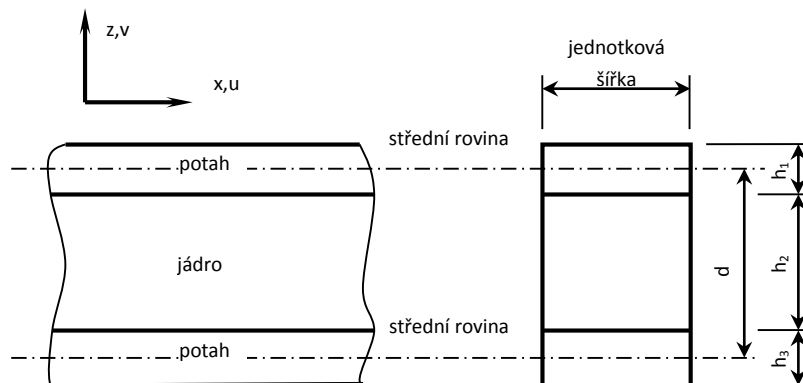 z,v
jednotková
šířka
x,u
střední rovina
potah
h₁
jádro
d
h₂
střední rovina
potah
h₃